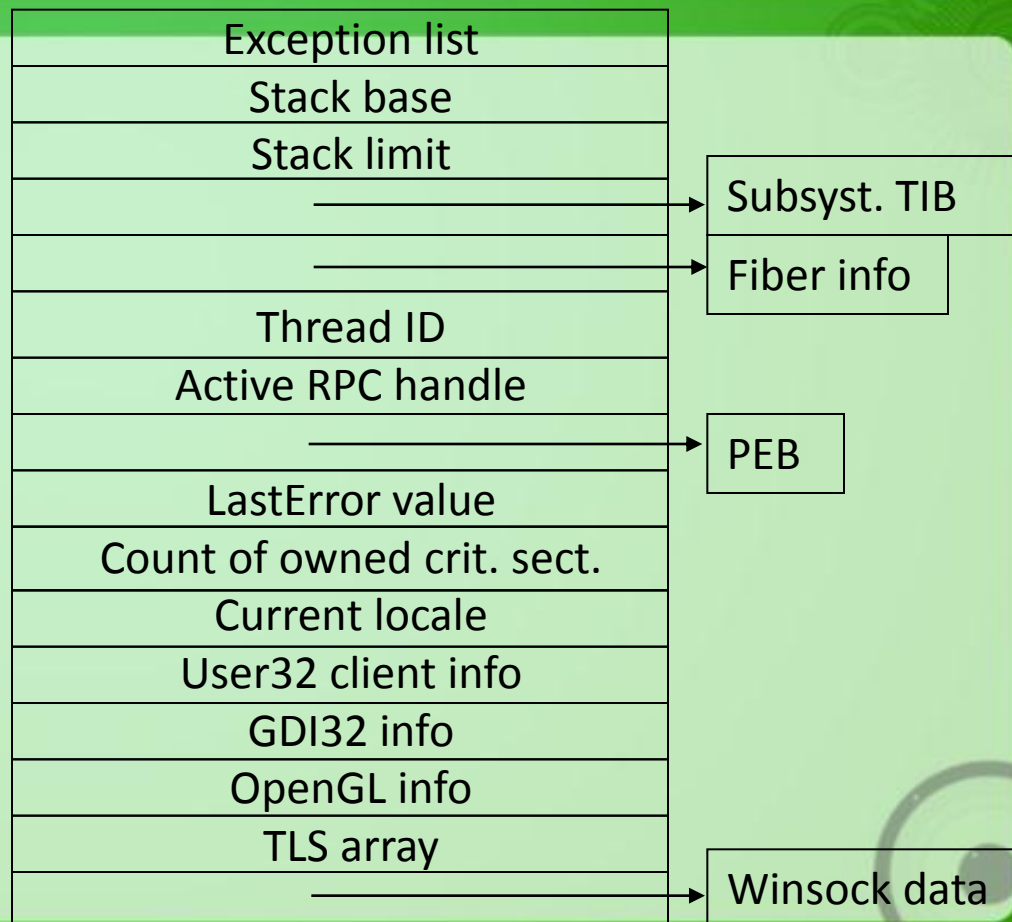 Exception list
Stack base
Stack limit
Subsyst. TIB
Fiber info
Thread ID
Active RPC handle
PEB
LastError value
Count of owned crit. sect.
Current locale
User32 client info
GDI32 info
OpenGL info
TLS array
Winsock data